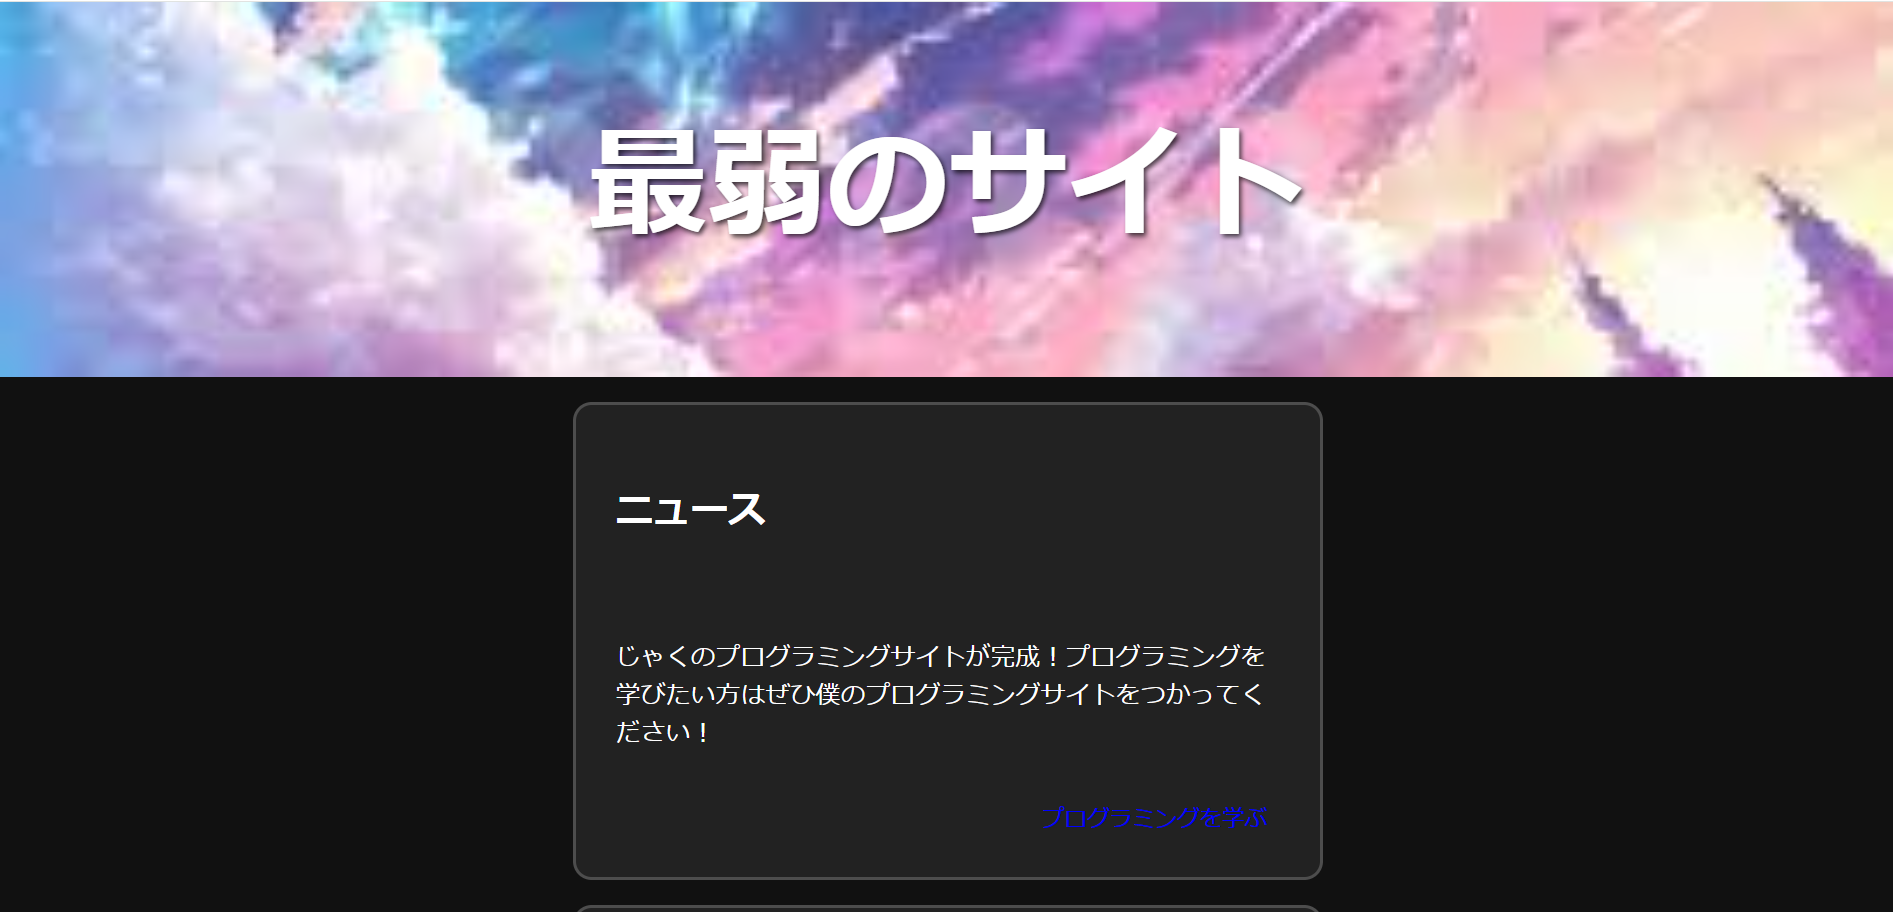 最弱のサイト
ニュース
じゃくのプログラミングサイトが完成！プログラミングを
学びたい方はぜひ僕のプログラミングサイトをつかってく
ださい！
プログラミングを学ぶ